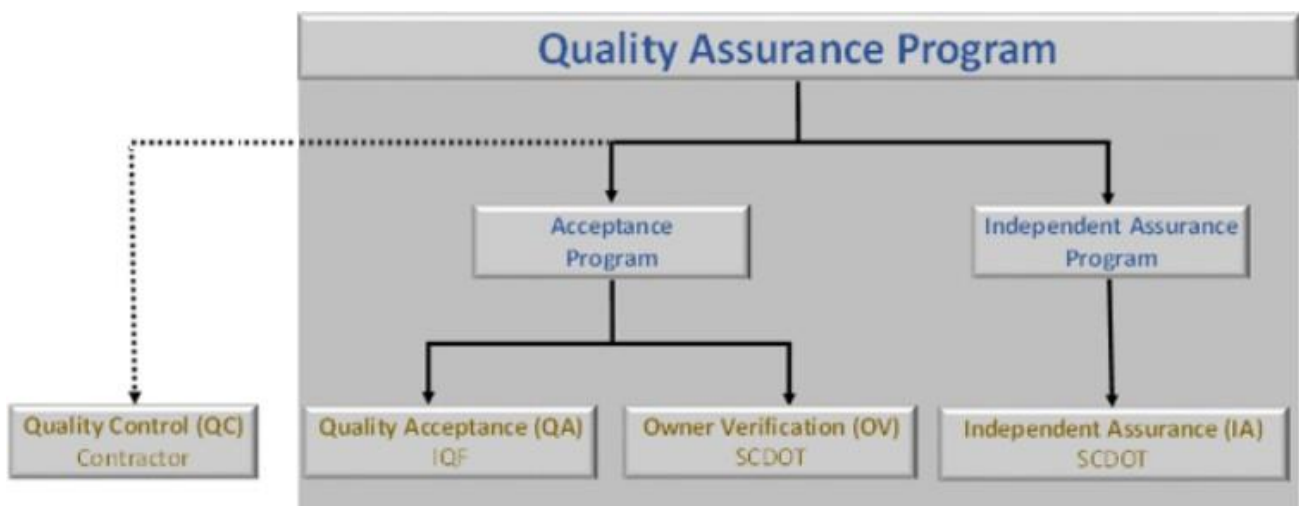 Quality Assurance Program
Acceptance
Program
Independent Assurance
Program
Quality Control (QC)
Contractor
Quality Acceptance (QA)
IQF
Owner Verification (OV)
SCDOT
Independent Assurance (IA)
SCDOT